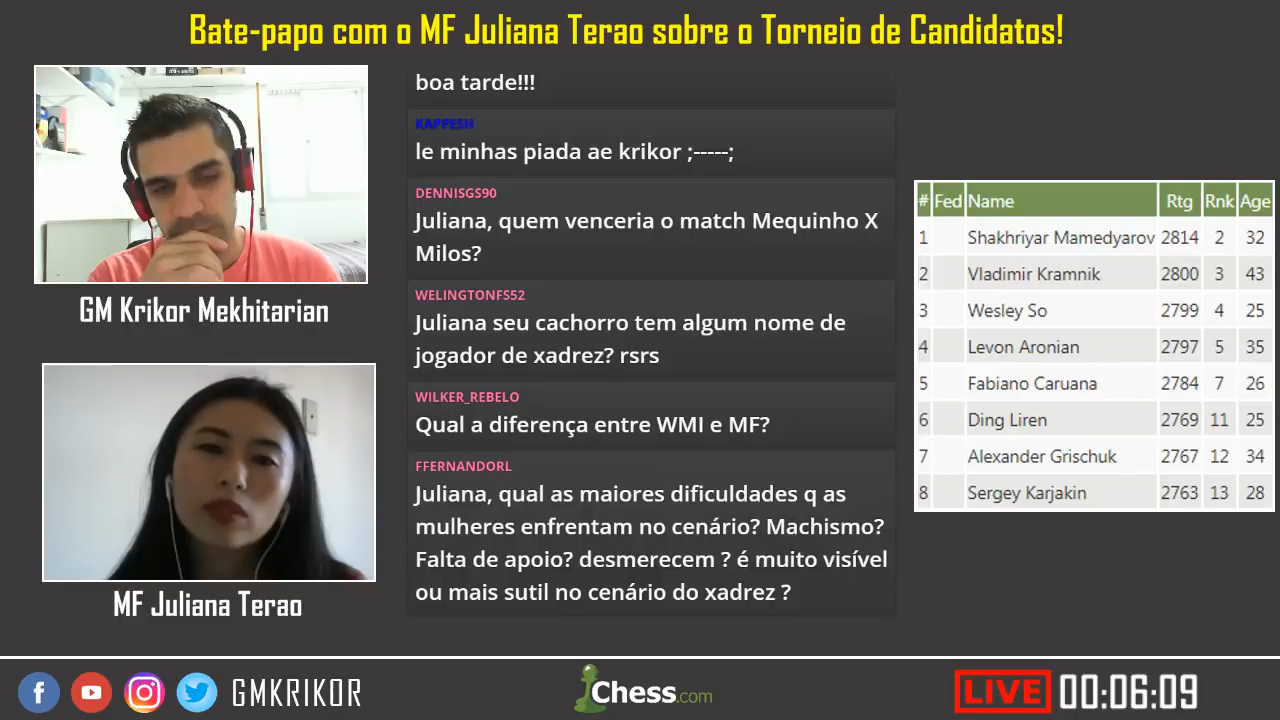 Bate-papo com o MF Juliana Terao sobre o Torneio de Candidatos!
GM Krikor Mekhitarian
MF Juliana Terao
boa tarde!!!
KAPPESH
le minhas piada ae krikor ;-----;
DENNISGS90
Juliana, quem venceria o match Mequinho X
Milos?
WELINGTONFS52
Juliana seu cachorro tem algum nome de
jogador de xadrez? rsrs
WILKER_REBELO
Qual a diferença entre WMI e MF?
FFERNANDORL
Juliana, qual as maiores dificuldades q as
mulheres enfrentam no cenário? Machismo?
Falta de apoio? desmerecem ? é muito visível
ou mais sutil no cenário do xadrez ?
# Fed Name Rtg Rnk Age
1 Shakhriyar Mamedyarov 2814 2 32
2 Vladimir Kramnik 2800 3 43
3 Wesley So 2799 4 25
4 Levon Aronian 2797 5 35
5 Fabiano Caruana 2784 7 26
6 Ding Liren 2769 11 25
7 Alexander Grischuk 2767 12 34
8 Sergey Karjakin 2763 13 28
GMKRIKOR
Chess.com
LIVE 00:06:09